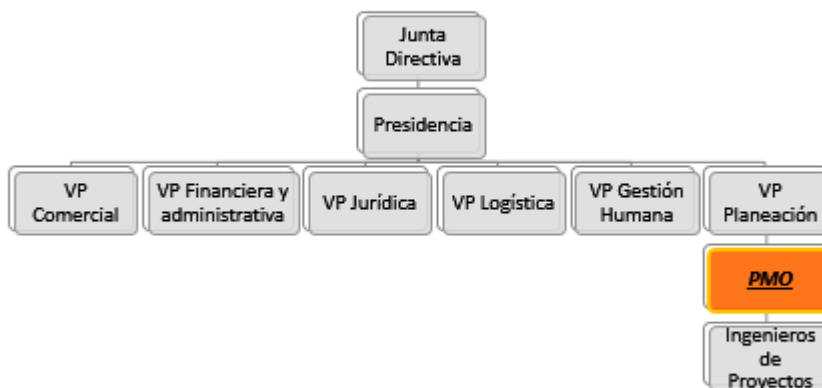 Junta
Directiva
Presidencia
VP
Comercial
VP Financiera y
administrativa
VP Jurídica
VP Logística
VP Gestión
Humana
VP
Planeación
PMO
Ingenieros
de
Proyectos